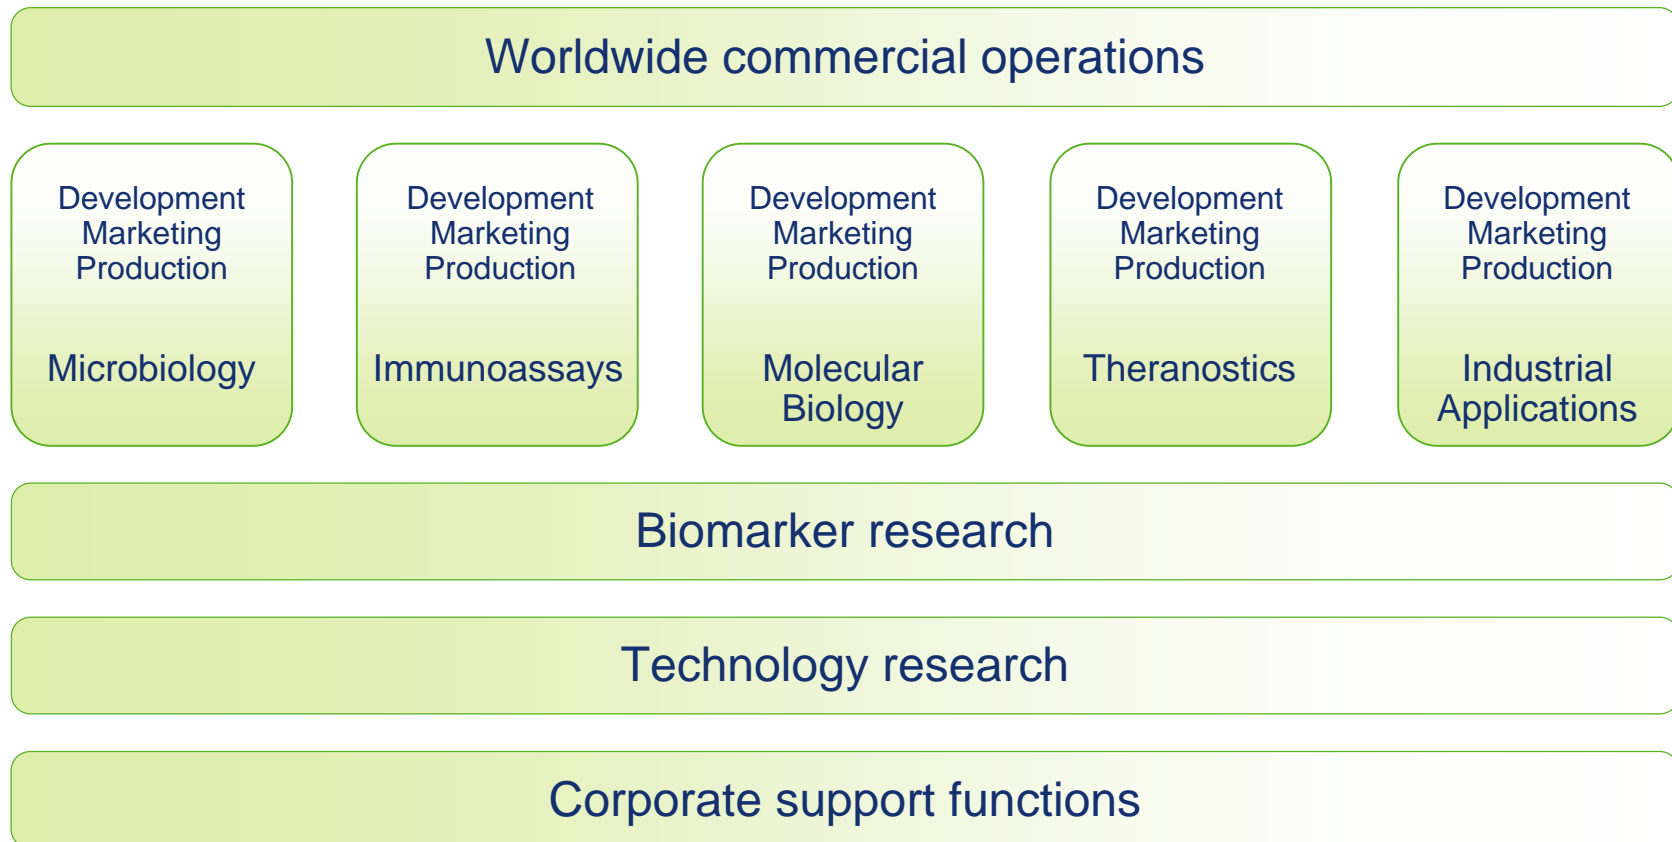 Worldwide commercial operations
Development
Marketing
Production
Microbiology
Development
Marketing
Production
Immunoassays
Development
Marketing
Production
Molecular
Biology
Development
Marketing
Production
Theranostics
Development
Marketing
Production
Industrial
Applications
Biomarker research
Technology research
Corporate support functions